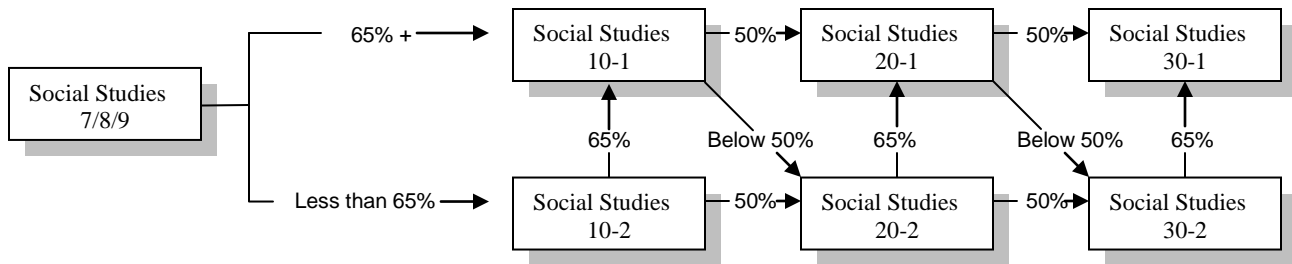 65% +
Social Studies
10-1
50%
Social Studies
20-1
50%
Social Studies
30-1
Social Studies
7/8/9
65%
Below 50%
65%
Below 50%
65%
Less than 65%
Social Studies
10-2
50%
Social Studies
20-2
50%
Social Studies
30-2